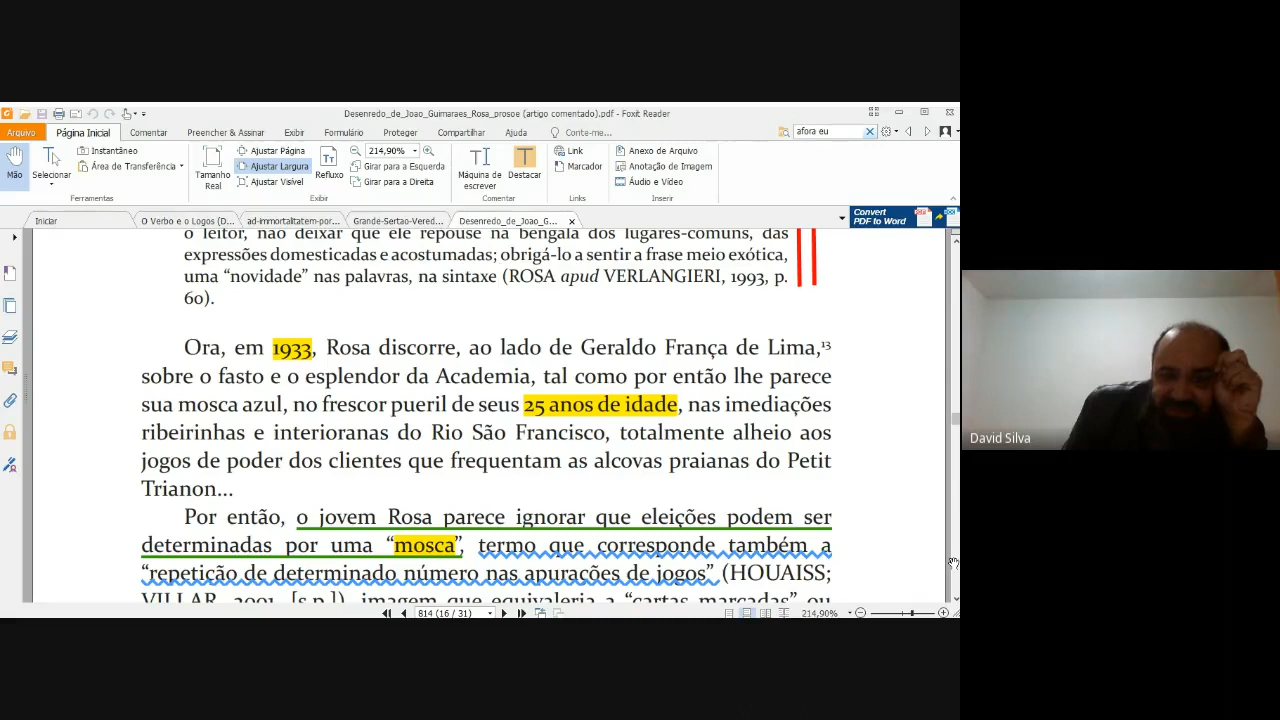 Desenredo_de_Joao_Guimaraes_Rosa_prosoe (artigo comentado).pdf - Foxit Reader
Arquivo Página Inicial Comentar Preencher & Assinar Exibir Formulário Proteger Compartilhar Ajuda Conte-me... afora eu
Mão
Selecionar
Instantâneo
Área de Transferência
Ferramentas
Tamanho Real
Ajustar Página
Ajustar Largura
Ajustar Visível
Refluxo
214,90%
Girar para a Esquerda
Girar para a Direita
Exibir
Máquina de escrever
Destacar
Comentar
Link
Marcador
Links
Anexo de Arquivo
Anotação de Imagem
Áudio e Vídeo
Inserir
Iniciar O Verbo e o Logos (D... ad-immortalitatem-por... Grande-Sertao-Vered... Desenredo_de_Joao_G...
Convert
PDF to Word
o leitor, não deixar que ele repouse na bengala dos lugares-comuns, das
expressões domesticadas e acostumadas; obrigá-lo a sentir a frase meio exótica,
uma “novidade” nas palavras, na sintaxe (ROSA apud VERLANGIERI, 1993, p.
60).
Ora, em 1933, Rosa discorre, ao lado de Geraldo França de Lima,¹³
sobre o fasto e o esplendor da Academia, tal como por então lhe parece
sua mosca azul, no frescor pueril de seus 25 anos de idade, nas imediações
ribeirinhas e interioranas do Rio São Francisco, totalmente alheio aos
jogos de poder dos clientes que frequentam as alcovas praianas do Petit
Trianon...
Por então, o jovem Rosa parece ignorar que eleições podem ser
determinadas por uma “mosca”, termo que corresponde também a
“repetição de determinado número nas apurações de jogos” (HOUAISS;
VILLAR, 2001, [s.p.]), imagem que equivaleria a “cartas marcadas” ou
814 (16 / 31)
214,90%
David Silva